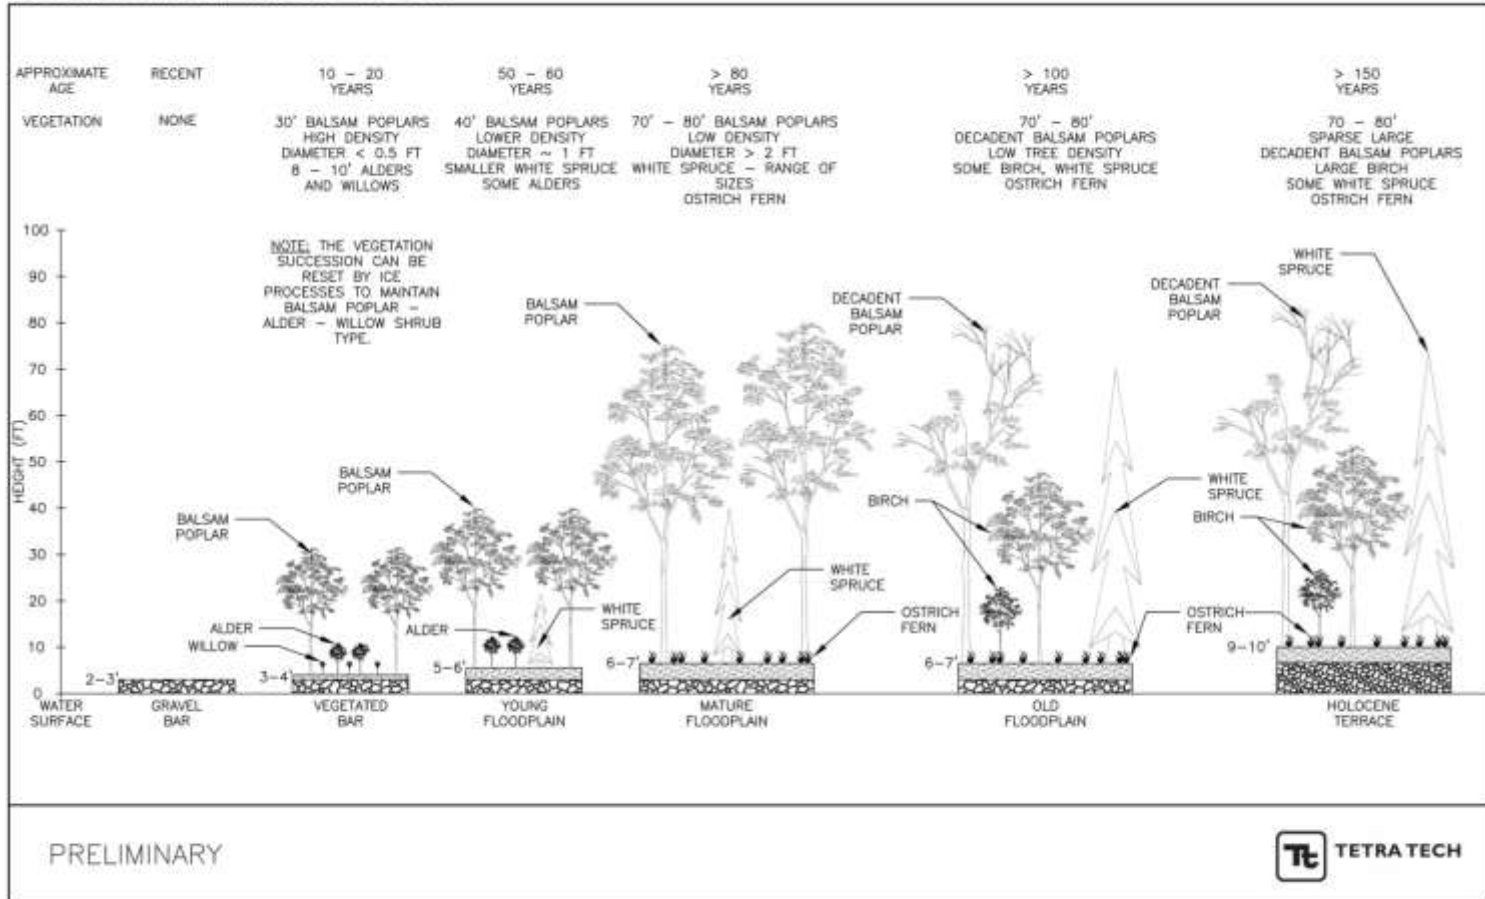 APPROXIMATE
AGE
RECENT
10 - 20
YEARS
50 - 60
YEARS
> 80
YEARS
> 100
YEARS
> 150
YEARS
VEGETATION
NONE
30' BALSAM POPLARS
HIGH DENSITY
DIAMETER < 0.5 FT
8 - 10' ALDERS
AND WILLOWS
40' BALSAM POPLARS
LOWER DENSITY
DIAMETER ~ 1 FT
SMALLER WHITE SPRUCE
SOME ALDERS
70' - 80' BALSAM POPLARS
LOW DENSITY
DIAMETER > 2 FT
WHITE SPRUCE - RANGE OF
SIZES
OSTRICH FERN
70' - 80'
DECADENT BALSAM POPLARS
LOW TREE DENSITY
SOME BIRCH, WHITE SPRUCE
OSTRICH FERN
70 - 80'
SPARSE LARGE
DECADENT BALSAM POPLARS
LARGE BIRCH
SOME WHITE SPRUCE
OSTRICH FERN
NOTE: THE VEGETATION
SUCCESSION CAN BE
RESET BY ICE
PROCESSES TO MAINTAIN
BALSAM POPLAR -
ALDER - WILLOW SHRUB
TYPE.
HEIGHT (FT)
100
90
80
70
60
50
40
30
20
10
0
2-3'
3-4'
BALSAM
POPLAR
ALDER
WILLOW
5-6'
BALSAM
POPLAR
ALDER
WHITE
SPRUCE
6-7'
BALSAM
POPLAR
WHITE
SPRUCE
OSTRICH
FERN
6-7'
DECADENT
BALSAM
POPLAR
BIRCH
WHITE
SPRUCE
OSTRICH
FERN
9-10'
DECADENT
BALSAM
POPLAR
WHITE
SPRUCE
BIRCH
WATER
SURFACE
GRAVEL
BAR
VEGETATED
BAR
YOUNG
FLOODPLAIN
MATURE
FLOODPLAIN
OLD
FLOODPLAIN
HOLOCENE
TERRACE
PRELIMINARY
Tt TETRA TECH